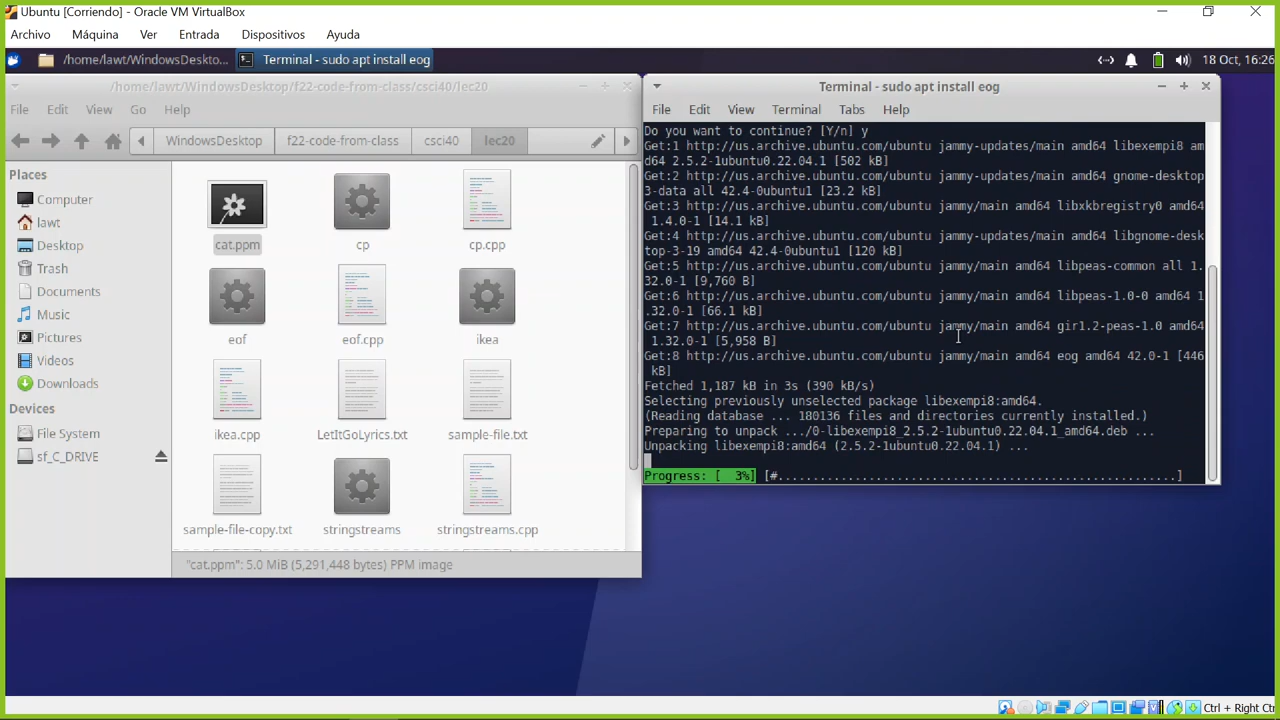 Ubuntu [Corriendo] - Oracle VM VirtualBox
Archivo Máquina Ver Entrada Dispositivos Ayuda
/home/lawt/WindowsDeskto... Terminal - sudo apt install eog 18 Oct, 16:26
/home/lawt/WindowsDesktop/f22-code-from-class/csci40/lec20
File Edit View Go Help
WindowsDesktop f22-code-from-class csci40 lec20
Places
Computer
lawt
Desktop
Trash
Documents
Music
Pictures
Videos
Downloads
Devices
File System
sf_C_DRIVE
cat.ppm cp cp.cpp
eof eof.cpp ikea
ikea.cpp LetItGoLyrics.txt sample-file.txt
sample-file-copy.txt stringstreams stringstreams.cpp
"cat.ppm": 5.0 MiB (5,291,448 bytes) PPM image
Terminal - sudo apt install eog
File Edit View Terminal Tabs Help
Do you want to continue? [Y/n] y
Get:1 http://us.archive.ubuntu.com/ubuntu jammy-updates/main amd64 libexempi8 am
d64 2.5.2-1ubuntu0.22.04.1 [502 kB]
Get:2 http://us.archive.ubuntu.com/ubuntu jammy-updates/main amd64 gnome-desktop
3-data all 42.4-0ubuntu1 [23.2 kB]
Get:3 http://us.archive.ubuntu.com/ubuntu jammy/main amd64 libxkbregistry0 amd64
1.4.0-1 [14.1 kB]
Get:4 http://us.archive.ubuntu.com/ubuntu jammy-updates/main amd64 libgnome-desk
top-3-19 amd64 42.4-0ubuntu1 [120 kB]
Get:5 http://us.archive.ubuntu.com/ubuntu jammy/main amd64 libpeas-common all 1.
32.0-1 [9,760 B]
Get:6 http://us.archive.ubuntu.com/ubuntu jammy/main amd64 libpeas-1.0-0 amd64 1
.32.0-1 [66.1 kB]
Get:7 http://us.archive.ubuntu.com/ubuntu jammy/main amd64 gir1.2-peas-1.0 amd64
1.32.0-1 [5,958 B]
Get:8 http://us.archive.ubuntu.com/ubuntu jammy/main amd64 eog amd64 42.0-1 [446
kB]
Fetched 1,187 kB in 3s (390 kB/s)
Selecting previously unselected package libexempi8:amd64.
(Reading database ... 180136 files and directories currently installed.)
Preparing to unpack .../0-libexempi8_2.5.2-1ubuntu0.22.04.1_amd64.deb ...
Unpacking libexempi8:amd64 (2.5.2-1ubuntu0.22.04.1) ...
Progress: [  3%] [#..........................................................
Ctrl + Right Ctr